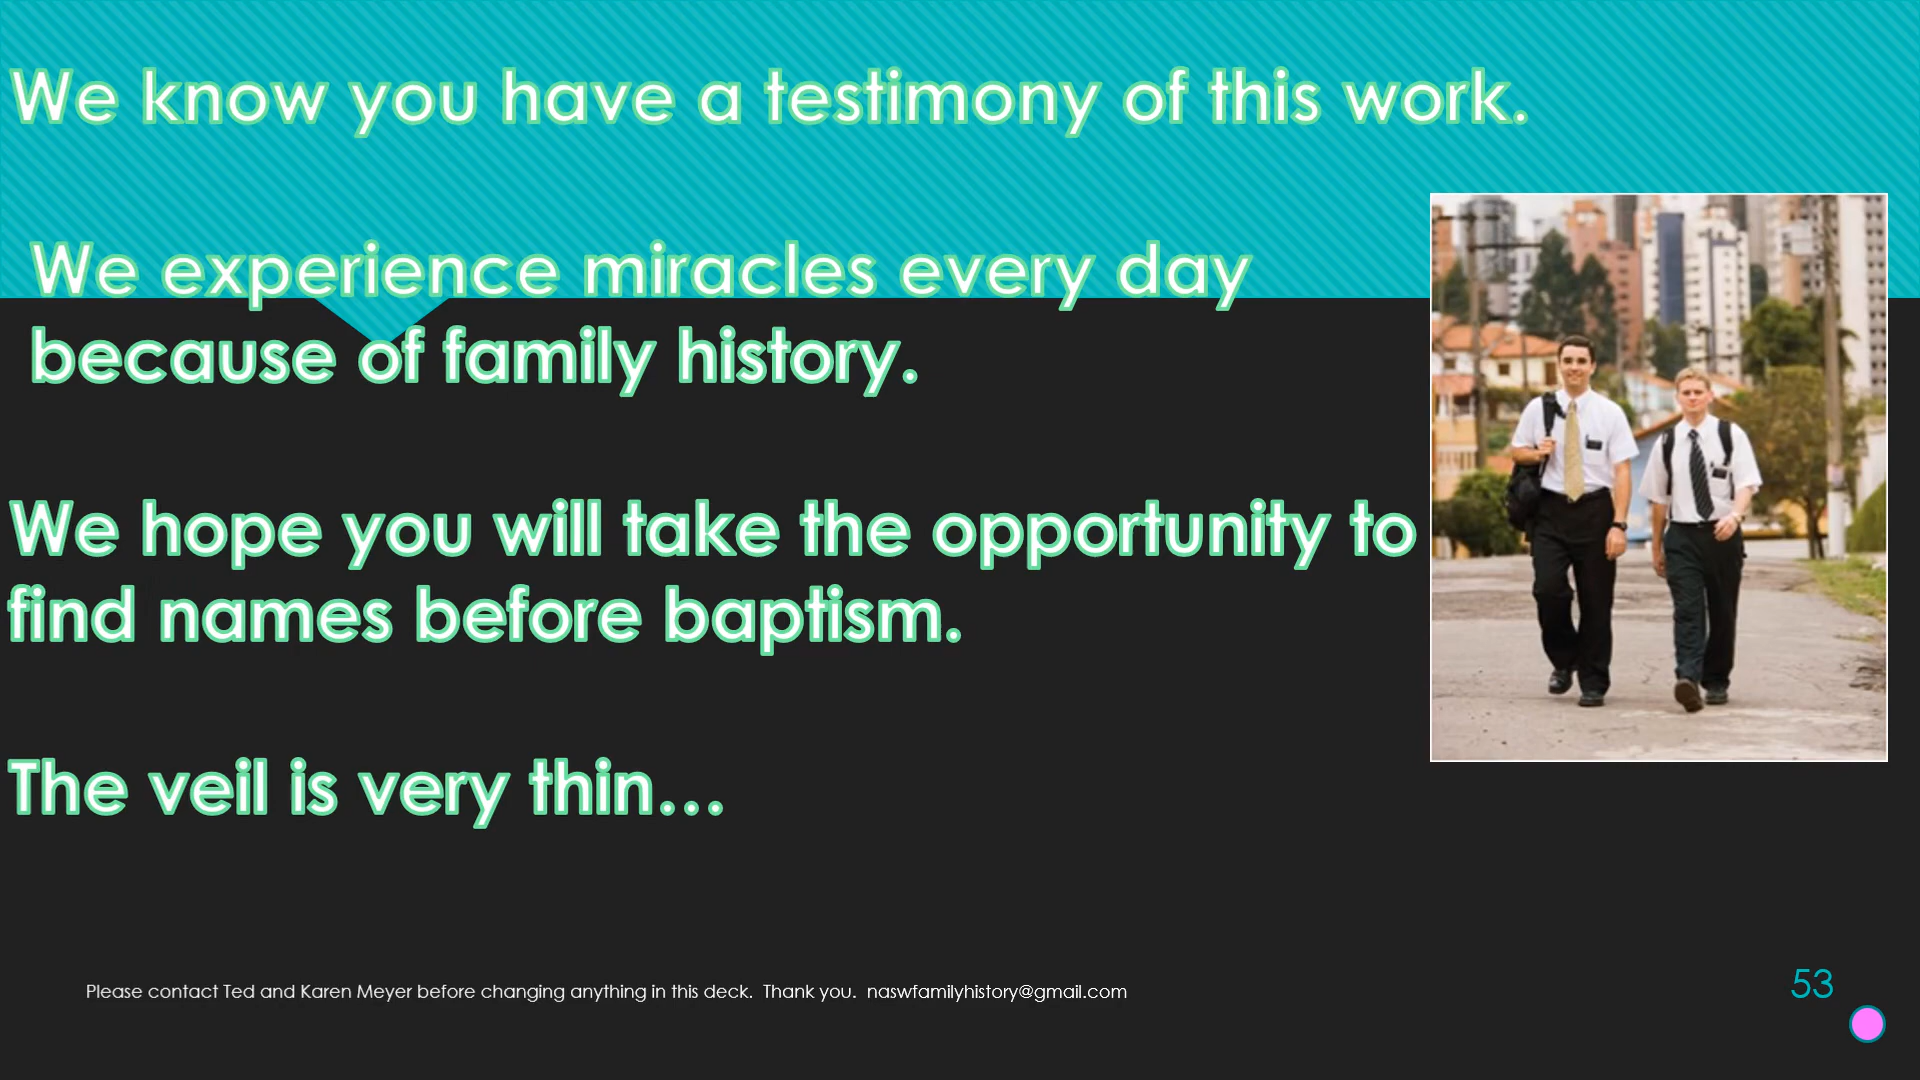 We know you have a testimony of this work.
We experience miracles every day
because of family history.
We hope you will take the opportunity to
find names before baptism.
The veil is very thin…
Please contact Ted and Karen Meyer before changing anything in this deck.  Thank you.  naswfamilyhistory@gmail.com
53